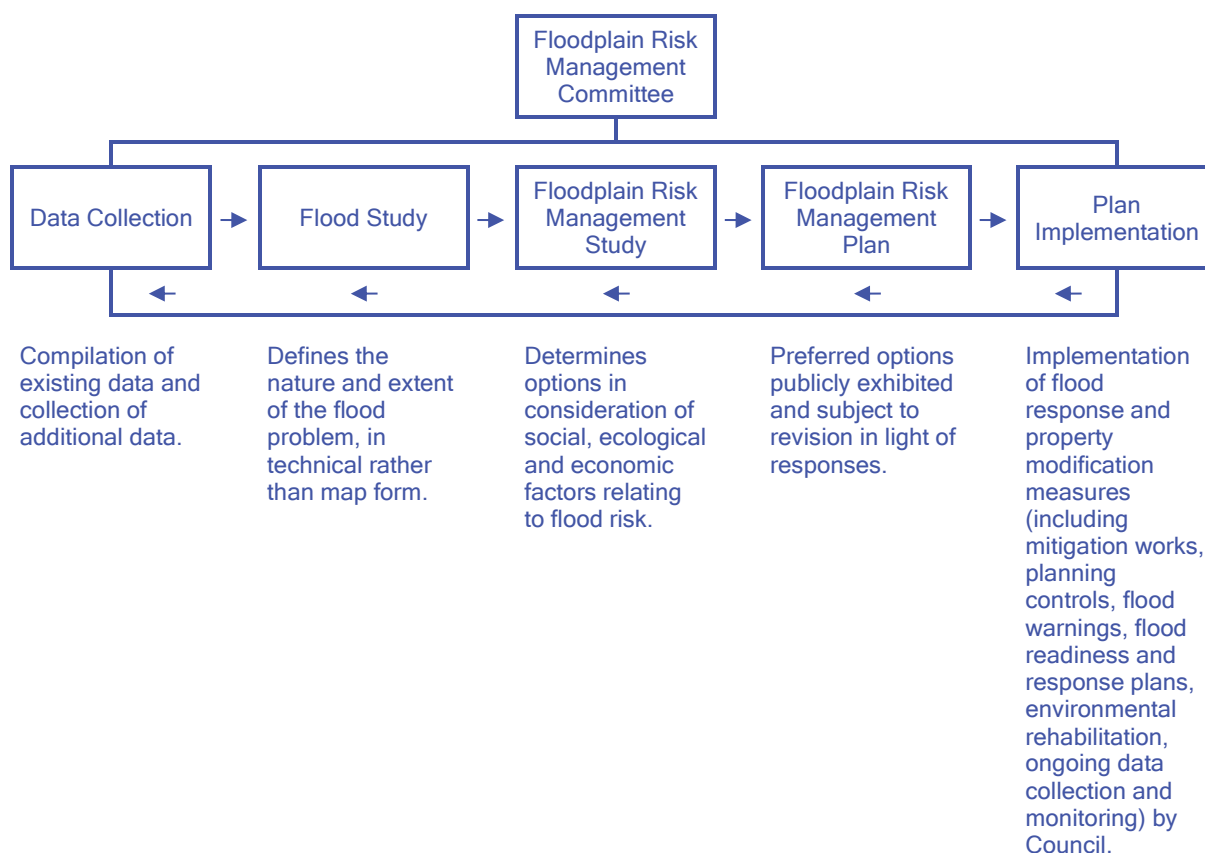 Floodplain Risk
Management
Committee
Data Collection
Flood Study
Floodplain Risk
Management
Study
Floodplain Risk
Management
Plan
Plan
Implementation
Compilation of
existing data and
collection of
additional data.
Defines the
nature and extent
of the flood
problem, in
technical rather
than map form.
Determines
options in
consideration of
social, ecological
and economic
factors relating
to flood risk.
Preferred options
publicly exhibited
and subject to
revision in light of
responses.
Implementation
of flood
response and
property
modification
measures
(including
mitigation works,
planning
controls, flood
warnings, flood
readiness and
response plans,
environmental
rehabilitation,
ongoing data
collection and
monitoring) by
Council.